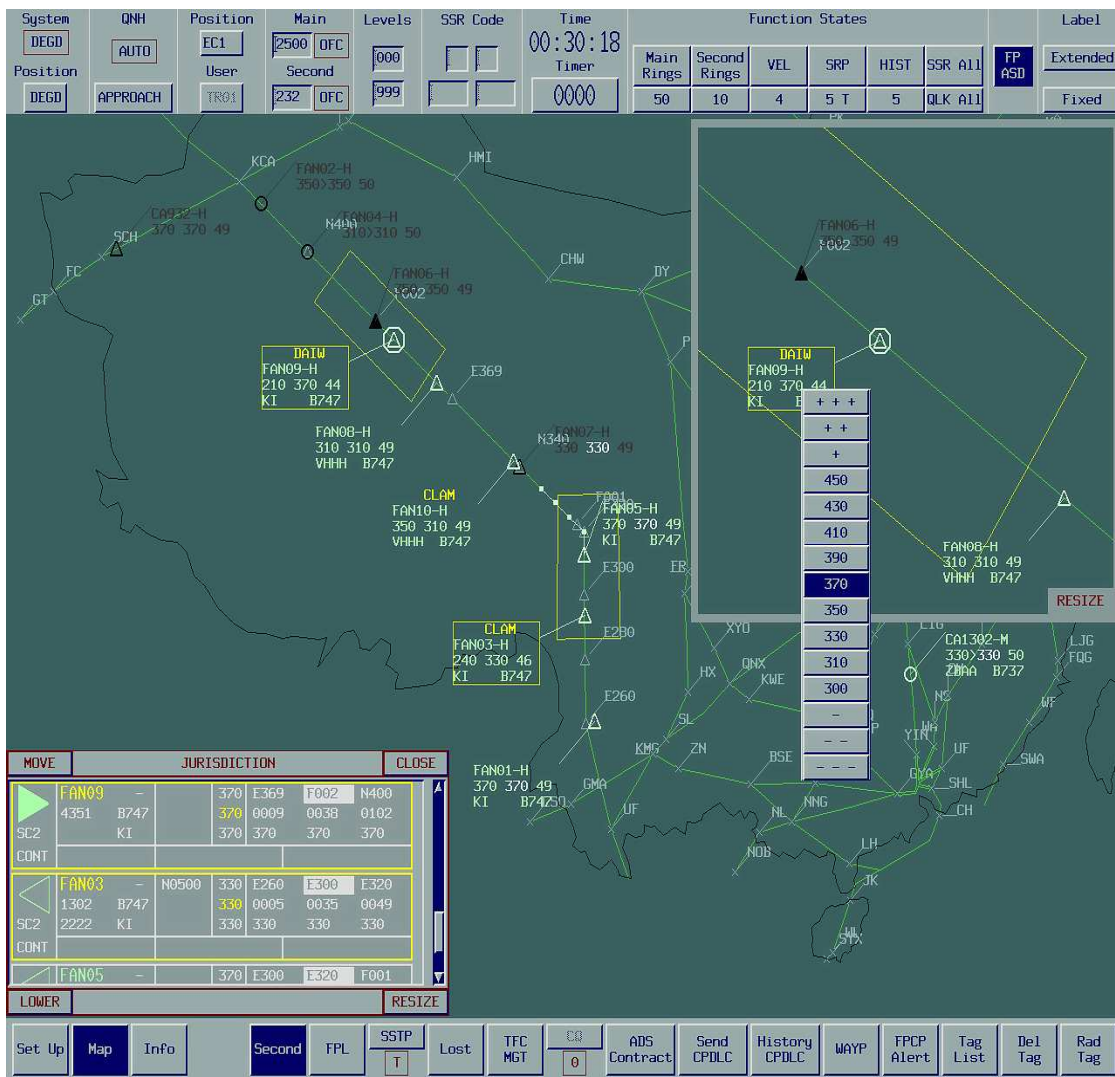 System
DEGD
Position
DEGD
QNH
AUTO
APPROACH
Position
EC1
User
TR01
Main
2500 OFC
Second
232 OFC
Levels
000
999
SSR Code
Time
00:30:18
Timer
0000
Function States
Main Rings
Second Rings
VEL
SRP
HIST
SSR All
50
10
4
5 T
5
QLK All
FP ASD
Label
Extended
Fixed
KCA
HMI
FAN02-H
350>350 50
CA932-H
370 370 49
SCH
FC
GT
N400
FAN04-H
310>310 50
CHW
DY
FAN06-H
350 350 49
DAIW
FAN09-H
210 370 44
KI B747
E369
FAN08-H
310 310 49
VHHH B747
N340
FAN07-H
330 330 49
CLAM
FAN10-H
350 310 49
VHHH B747
F001
FAN05-H
370 370 49
KI B747
E300
CLAM
FAN03-H
240 330 46
KI B747
E280
E260
FAN01-H
370 370 49
KI
FAN06-H
350 49
DAIW
FAN09-H
210 370 44
KI
FAN08-H
310 310 49
VHHH B747
RESIZE
+ + +
+ +
+
450
430
410
390
370
350
330
310
300
-
- -
- - -
CA1302-M
330>330 50
ZBAA B737
LJG
FQG
XYO
FR
HX
QNX
KWE
SL
KMG
ZN
BSE
GMA
UF
NS
WA
YIN
UF
WF
SWA
GYA
SHL
CH
NL
NNG
NOB
LH
JK
STX
MOVE JURISDICTION CLOSE
FAN09 - 370 E369 F002 N400
4351 B747 370 0009 0038 0102
SC2 KI 370 370 370 370
CONT
FAN03 - N0500 330 E260 E300 E320
1302 B747 330 0005 0035 0049
SC2 2222 KI 330 330 330 330
CONT
FAN05 - 370 E300 E320 F001
LOWER RESIZE
Set Up
Map
Info
Second
FPL
SSTP
T
Lost
TFC MGT
CQ
0
ADS Contract
Send CPDLC
History CPDLC
WAYP
FPCP Alert
Tag List
Del Tag
Rad Tag